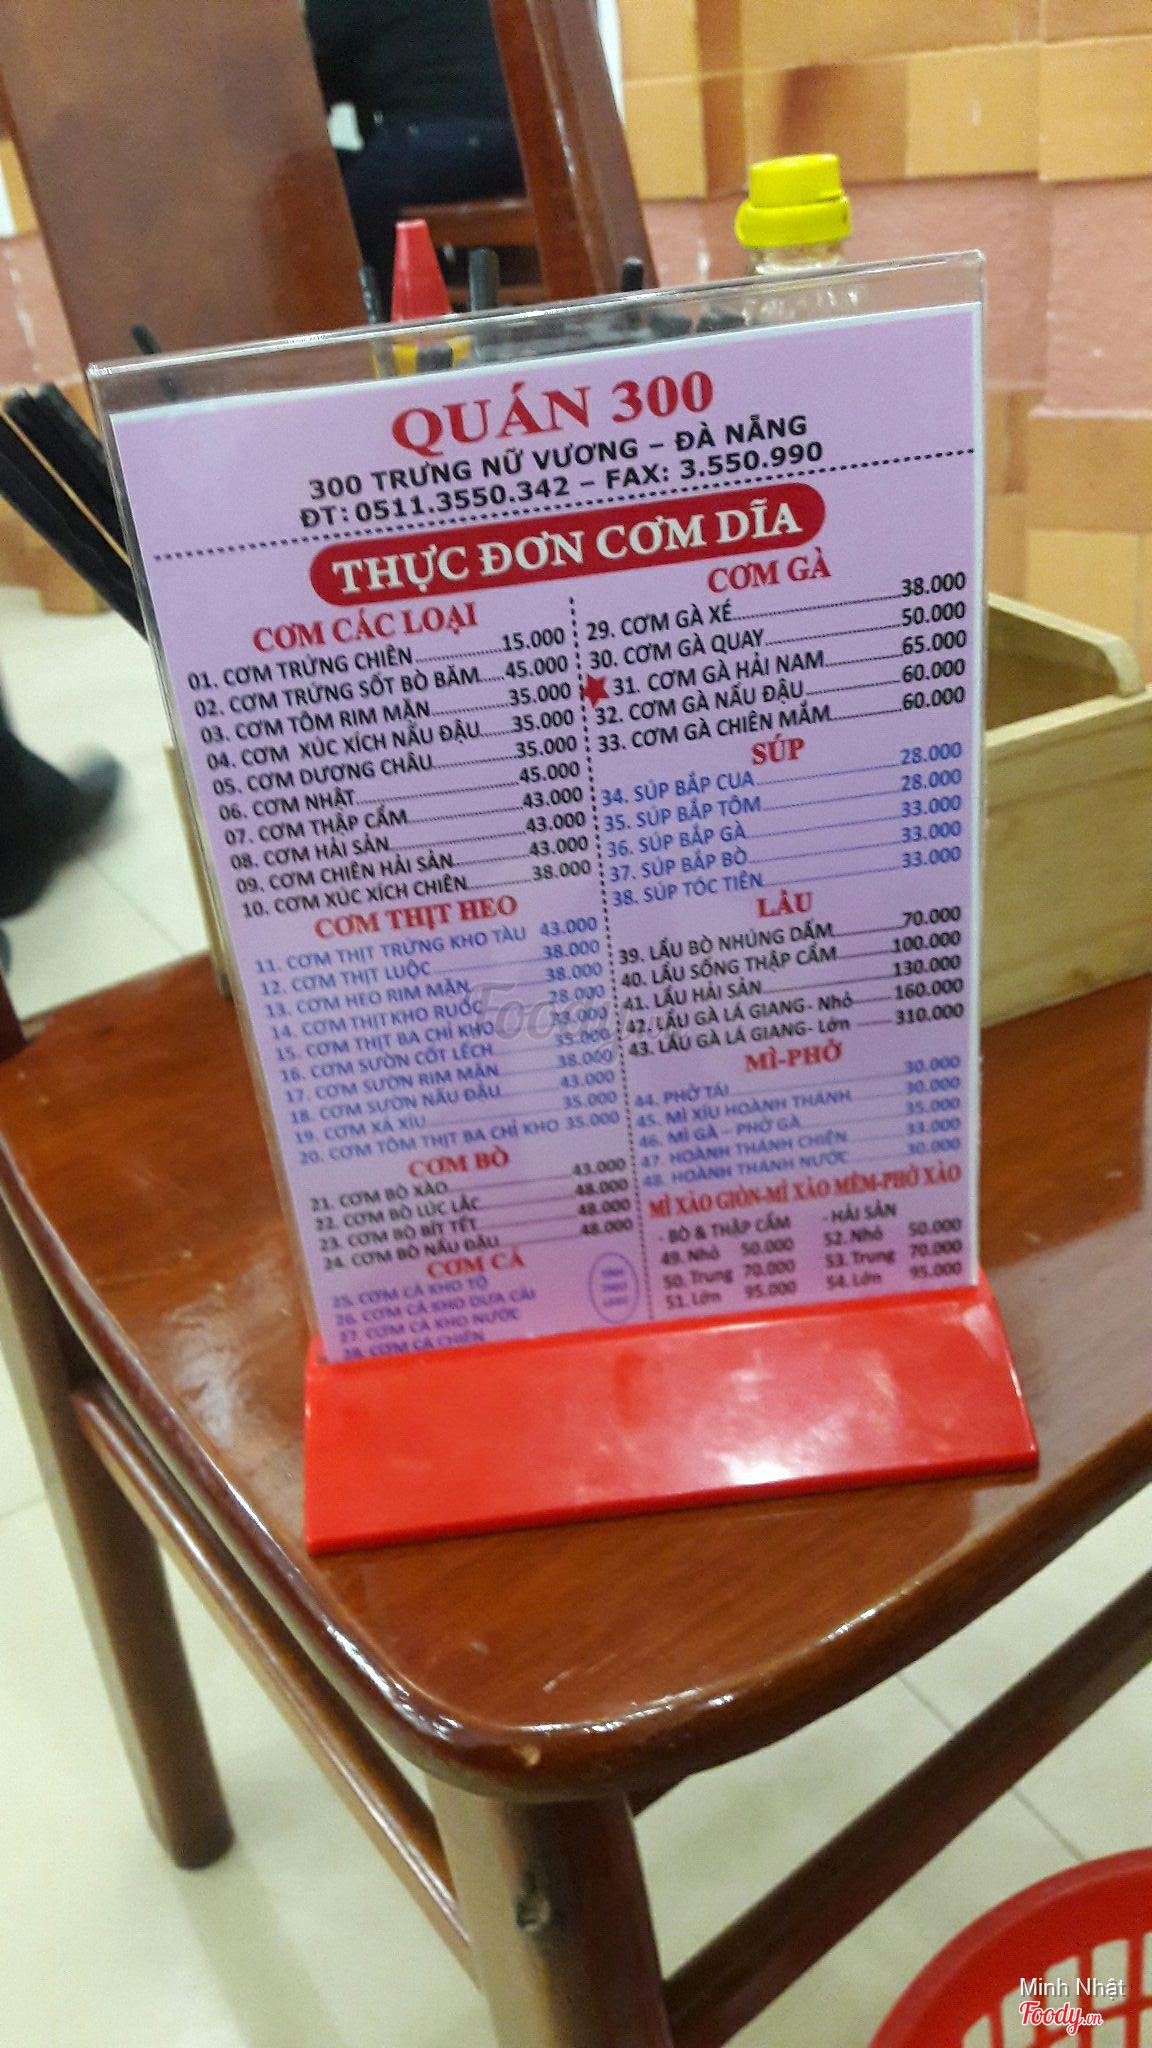 QUÁN 300
300 TRƯNG NỮ VƯƠNG – ĐÀ NẴNG
ĐT: 0511.3550.342 – FAX: 3.550.990
THỰC ĐƠN CƠM DĨA
CƠM CÁC LOẠI
01. CƠM TRỨNG CHIÊN 15.000
02. CƠM TRỨNG SỐT BÒ BĂM 45.000
03. CƠM TÔM RIM MẶN 35.000
04. CƠM XÚC XÍCH NẤU ĐẬU 35.000
05. CƠM DƯƠNG CHÂU 35.000
06. CƠM NHẬT 45.000
07. CƠM THẬP CẨM 43.000
08. CƠM HẢI SẢN 43.000
09. CƠM CHIÊN HẢI SẢN 43.000
10. CƠM XÚC XÍCH CHIÊN 38.000
CƠM THỊT HEO
11. CƠM THỊT TRỨNG KHO TÀU 43.000
12. CƠM THỊT LUỘC 38.000
13. CƠM HEO RIM MẶN 38.000
14. CƠM THỊT KHO RUỐC 28.000
15. CƠM THỊT BA CHỈ KHO
16. CƠM SƯỜN CỐT LẾCH 35.000
17. CƠM SƯỜN RIM MẶN 38.000
18. CƠM SƯỜN NẤU ĐẬU 43.000
19. CƠM XÁ XÍU 35.000
20. CƠM TÔM THỊT BA CHỈ KHO 35.000
CƠM BÒ
21. CƠM BÒ XÀO 43.000
22. CƠM BÒ LÚC LẮC 48.000
23. CƠM BÒ BÍT TẾT 48.000
24. CƠM BÒ NẤU ĐẬU 48.000
CƠM CÁ
25. CƠM CÁ KHO TỘ
26. CƠM CÁ KHO DƯA CẢI
27. CƠM CÁ KHO NƯỚC
28. CƠM CÁ CHIÊN
CƠM GÀ
29. CƠM GÀ XÉ 38.000
30. CƠM GÀ QUAY 50.000
31. CƠM GÀ HẢI NAM 65.000
32. CƠM GÀ NẤU ĐẬU 60.000
33. CƠM GÀ CHIÊN MẮM 60.000
SÚP
34. SÚP BẮP CUA 28.000
35. SÚP BẮP TÔM 28.000
36. SÚP BẮP GÀ 33.000
37. SÚP BẮP BÒ 33.000
38. SÚP TÓC TIÊN 33.000
LẨU
39. LẨU BÒ NHÚNG DẤM 70.000
40. LẨU SỐNG THẬP CẨM 100.000
41. LẨU HẢI SẢN 130.000
42. LẨU GÀ LÁ GIANG - Nhỏ 160.000
43. LẨU GÀ LÁ GIANG - Lớn 310.000
MÌ-PHỞ
44. PHỞ TÁI 30.000
45. MÌ XÍU HOÀNH THÁNH 30.000
46. MÌ GÀ – PHỞ GÀ 35.000
47. HOÀNH THÁNH CHIÊN 33.000
48. HOÀNH THÁNH NƯỚC 30.000
MÌ XÀO GIÒN-MÌ XÀO MỀM-PHỞ XÀO
- BÒ & THẬP CẨM
49. Nhỏ 50.000
50. Trung 70.000
51. Lớn 95.000
- HẢI SẢN
52. Nhỏ 50.000
53. Trung 70.000
54. Lớn 95.000
Minh Nhật
Foody.vn